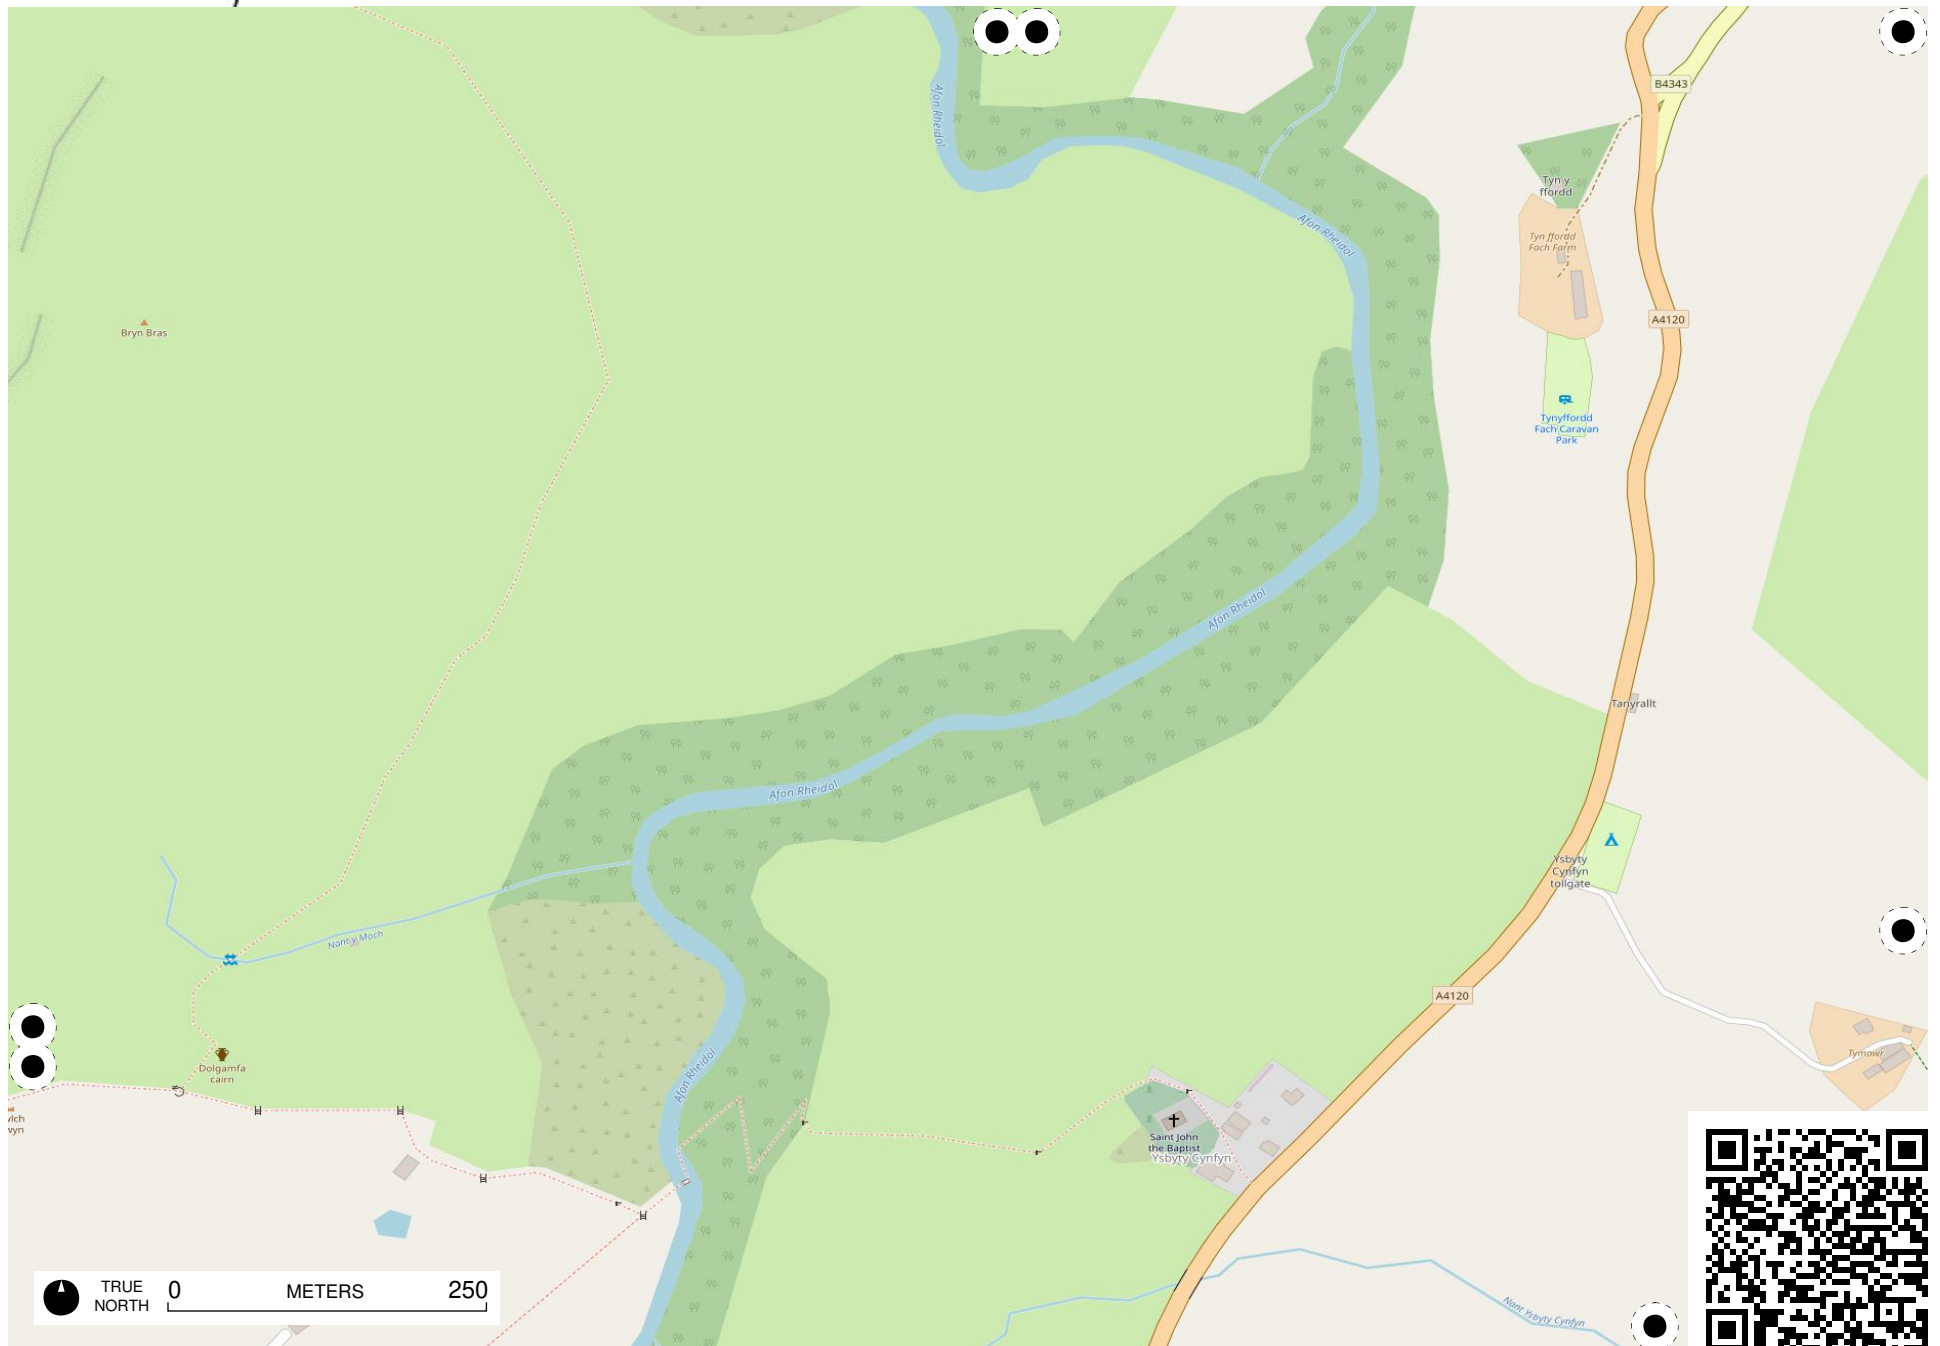 Afon Rheidol
B4343
Tyn y
ffordd
Afon Rheidol
Tyn ffordd
Fach Farm
Bryn Bras
A4120
Tynyffordd
Fach Caravan
Park
Afon Rheidol
Tanyrallt
Afon Rheidol
Ysbyty
Cynfyn
tollgate
Nant y Moch
A4120
Afon Rheidol
Tymawr
Dolgamfa
cairn
Saint John
the Baptist
Ysbyty Cynfyn
TRUE
NORTH
0 METERS 250
Nant Ysbyty Cynfyn